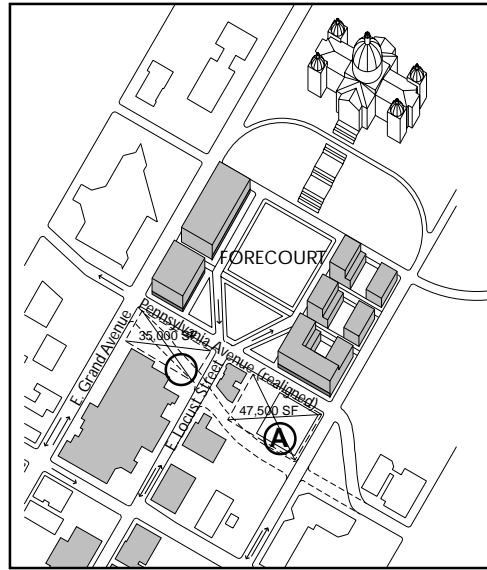 FORECOURT
Pennsylvania Avenue (realigned)
35,000 SF
E. Grand Avenue
E. Locust Street
47,500 SF
A